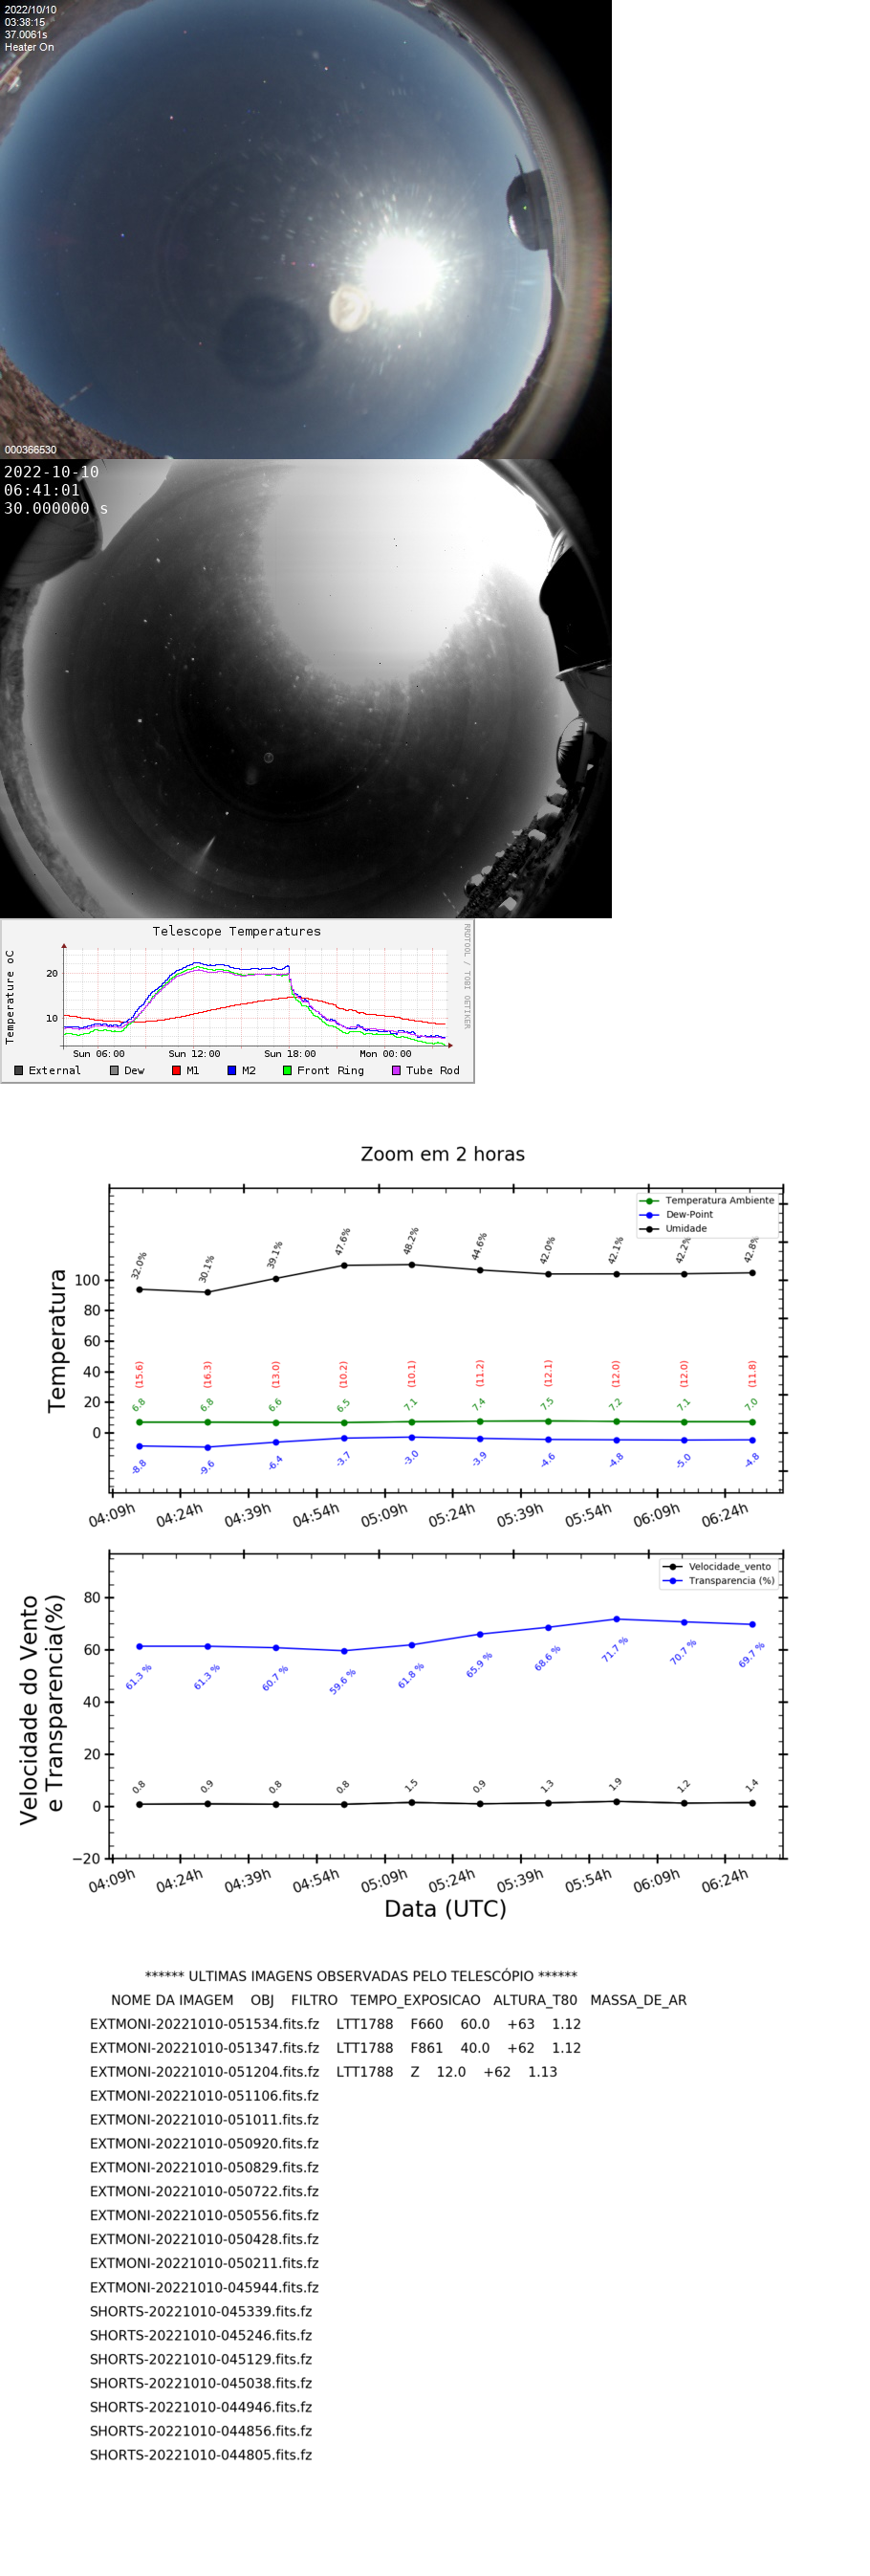 2022/10/10
03:38:15
37.0061s
Heater On
000366530
2022-10-10
06:41:01
30.000000 s
Telescope Temperatures
RRDTOOL / TOBI OETIKER
Temperature oC
20
10
Sun 06:00 Sun 12:00 Sun 18:00 Mon 00:00
External Dew M1 M2 Front Ring Tube Rod
Zoom em 2 horas
Temperatura Ambiente
Dew-Point
Umidade
Temperatura
32.0% 30.1% 39.1% 47.6% 48.2% 44.6% 42.0% 42.1% 42.2% 42.8%
100
80
60
40
20
0
(15.6) (16.3) (13.0) (10.2) (10.1) (11.2) (12.1) (12.0) (12.0) (11.8)
6.8 6.8 6.6 6.5 7.1 7.4 7.5 7.2 7.1 7.0
-8.8 -9.6 -6.4 -3.7 -3.0 -3.9 -4.6 -4.8 -5.0 -4.8
04:09h 04:24h 04:39h 04:54h 05:09h 05:24h 05:39h 05:54h 06:09h 06:24h
Velocidade_vento
Transparencia (%)
Velocidade do Vento
e Transparencia(%)
80
60
40
20
0
−20
61.3 % 61.3 % 60.7 % 59.6 % 61.8 % 65.9 % 68.6 % 71.7 % 70.7 % 69.7 %
0.8 0.9 0.8 0.8 1.5 0.9 1.3 1.9 1.2 1.4
04:09h 04:24h 04:39h 04:54h 05:09h 05:24h 05:39h 05:54h 06:09h 06:24h
Data (UTC)
****** ULTIMAS IMAGENS OBSERVADAS PELO TELESCÓPIO ******
NOME DA IMAGEM OBJ FILTRO TEMPO_EXPOSICAO ALTURA_T80 MASSA_DE_AR
EXTMONI-20221010-051534.fits.fz LTT1788 F660 60.0 +63 1.12
EXTMONI-20221010-051347.fits.fz LTT1788 F861 40.0 +62 1.12
EXTMONI-20221010-051204.fits.fz LTT1788 Z 12.0 +62 1.13
EXTMONI-20221010-051106.fits.fz
EXTMONI-20221010-051011.fits.fz
EXTMONI-20221010-050920.fits.fz
EXTMONI-20221010-050829.fits.fz
EXTMONI-20221010-050722.fits.fz
EXTMONI-20221010-050556.fits.fz
EXTMONI-20221010-050428.fits.fz
EXTMONI-20221010-050211.fits.fz
EXTMONI-20221010-045944.fits.fz
SHORTS-20221010-045339.fits.fz
SHORTS-20221010-045246.fits.fz
SHORTS-20221010-045129.fits.fz
SHORTS-20221010-045038.fits.fz
SHORTS-20221010-044946.fits.fz
SHORTS-20221010-044856.fits.fz
SHORTS-20221010-044805.fits.fz